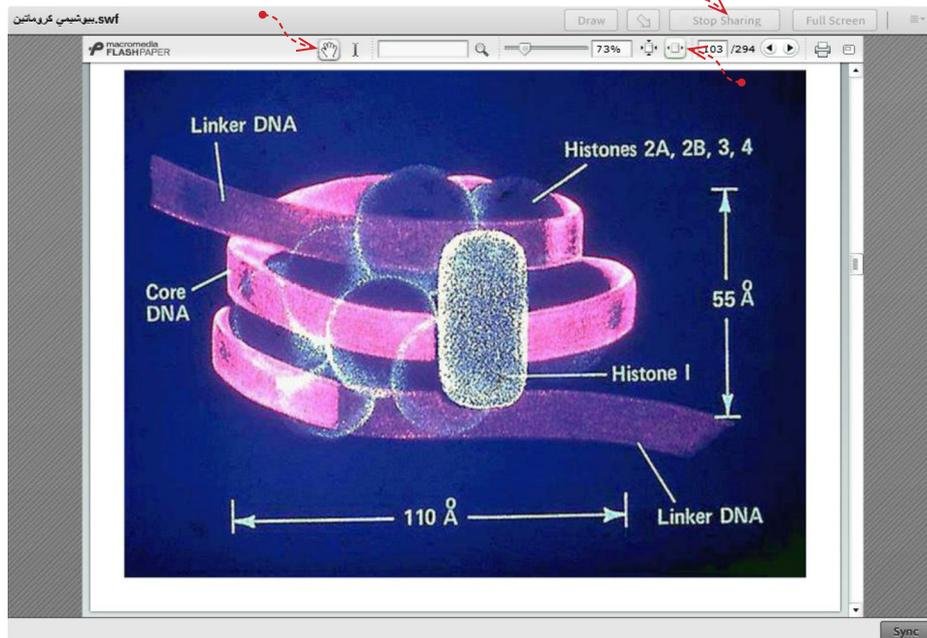 بيوشيمي كروماتين.swf
Draw
Stop Sharing
Full Screen
macromedia
FLASHPAPER
73%
103 /294
Linker DNA
Histones 2A, 2B, 3, 4
Core
DNA
55 Å
Histone I
110 Å
Linker DNA
Sync